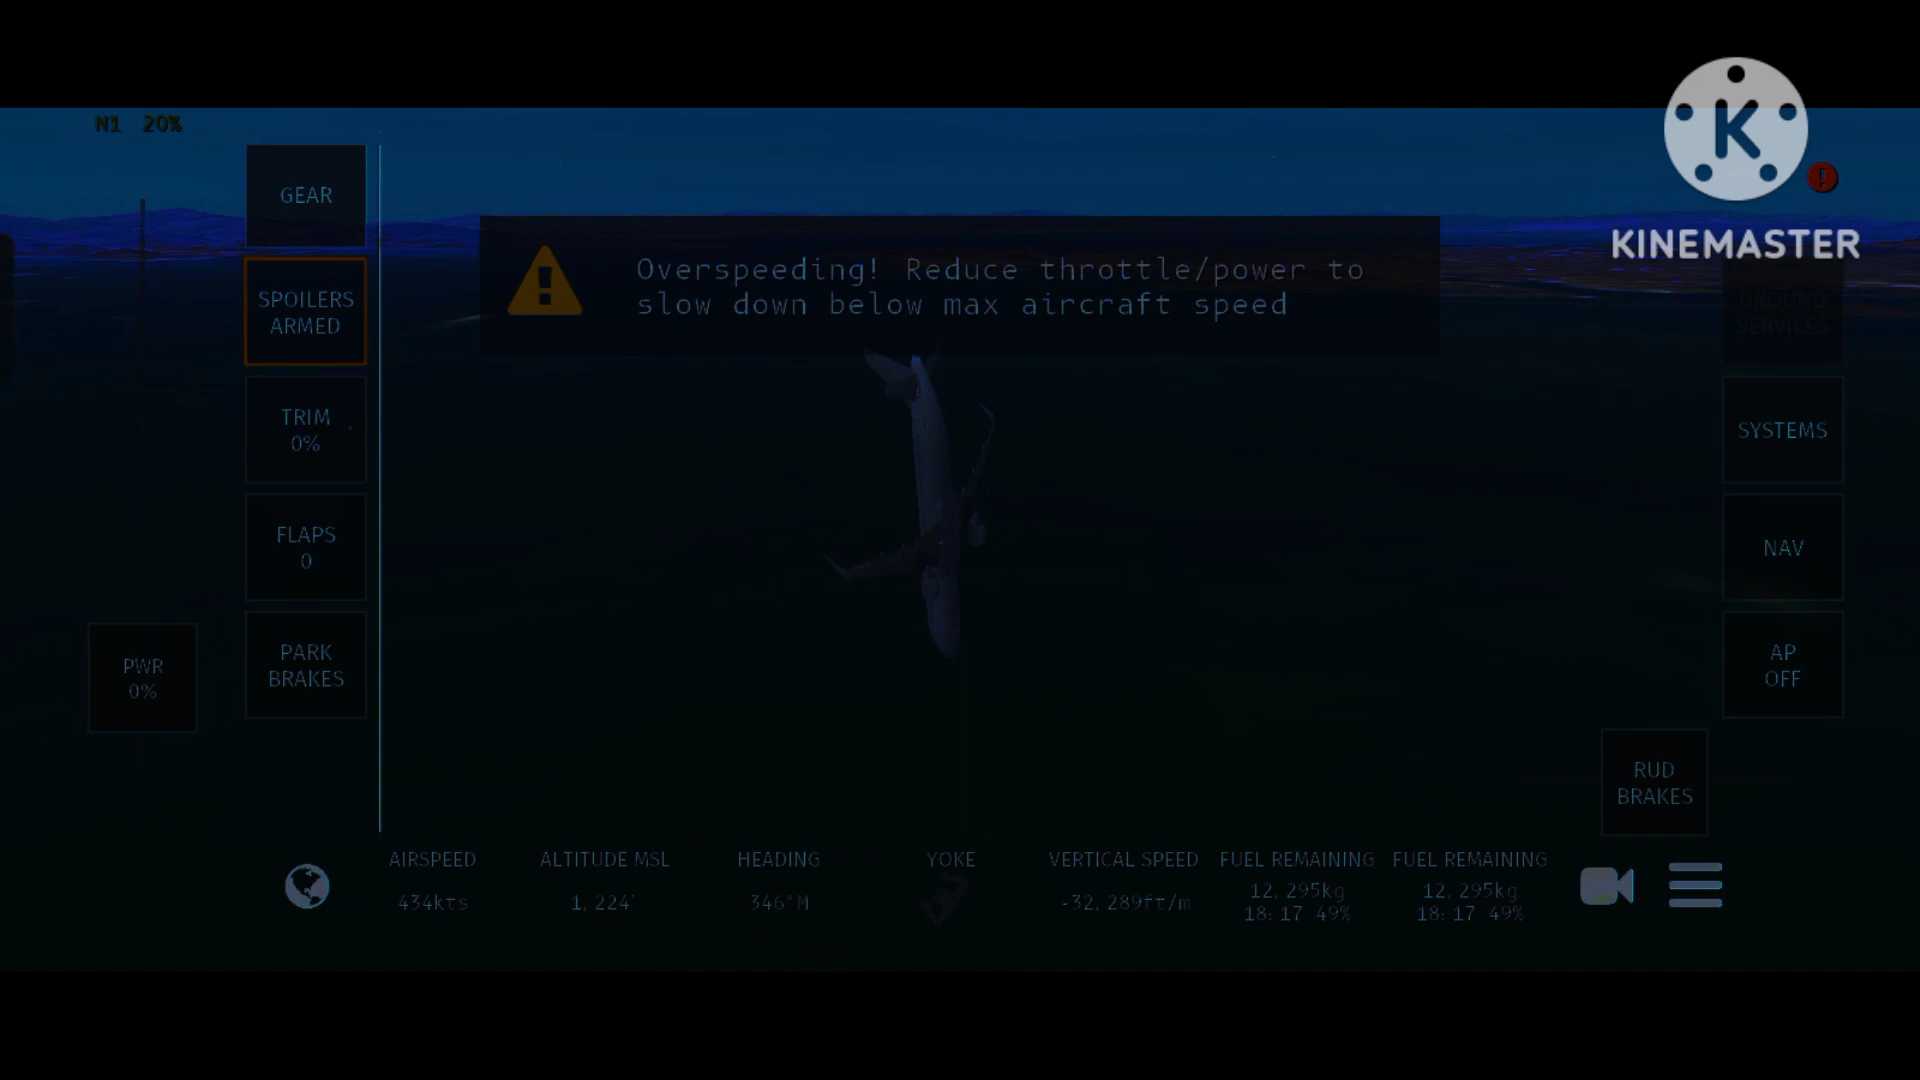 N1 20%
K
KINEMASTER
GEAR
Overspeeding! Reduce throttle/power to
slow down below max aircraft speed
SPOILERS
ARMED
GROUND
SERVICES
TRIM
0%
SYSTEMS
FLAPS
0
NAV
PARK
BRAKES
PWR
0%
AP
OFF
RUD
BRAKES
AIRSPEED
434kts
ALTITUDE MSL
1,224'
HEADING
346°M
YOKE
VERTICAL SPEED
-32,289ft/m
FUEL REMAINING
12,295kg
18:17 49%
FUEL REMAINING
12,295kg
18:17 49%